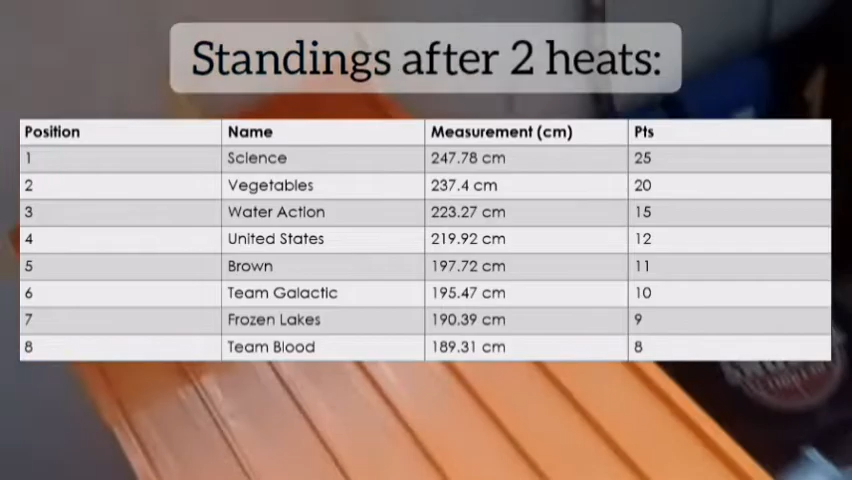 Standings after 2 heats:
Position Name Measurement (cm) Pts
1 Science 247.78 cm 25
2 Vegetables 237.4 cm 20
3 Water Action 223.27 cm 15
4 United States 219.92 cm 12
5 Brown 197.72 cm 11
6 Team Galactic 195.47 cm 10
7 Frozen Lakes 190.39 cm 9
8 Team Blood 189.31 cm 8